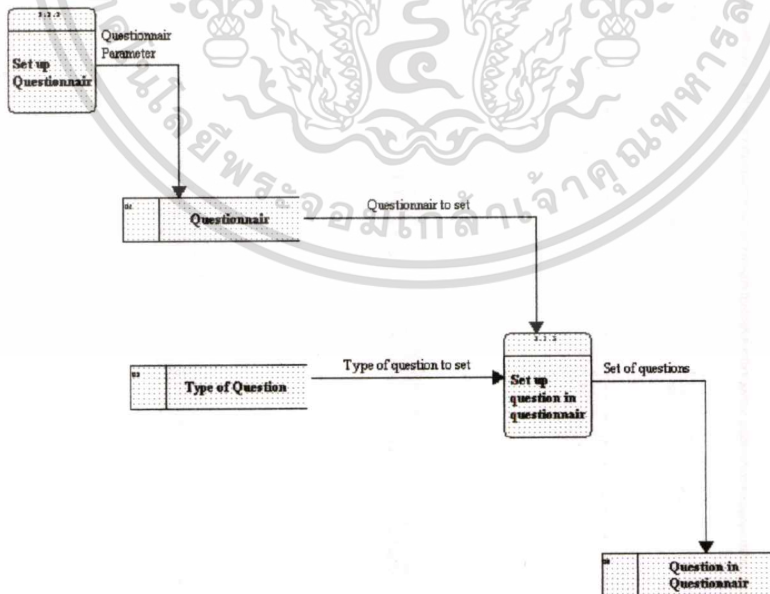 Set up
Questionnair
Questionnair
Parameter
Questionnair
Questionnair to set
Type of Question
Type of question to set
Set up
question in
questionnair
Set of questions
Question in
Questionnair